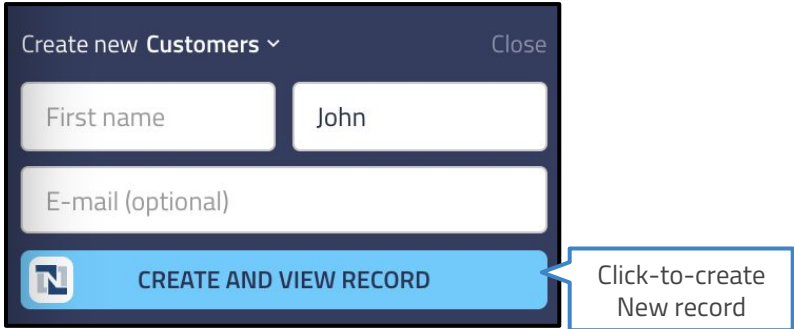 Create new Customers Close
First name John
E-mail (optional)
CREATE AND VIEW RECORD
Click-to-create
New record